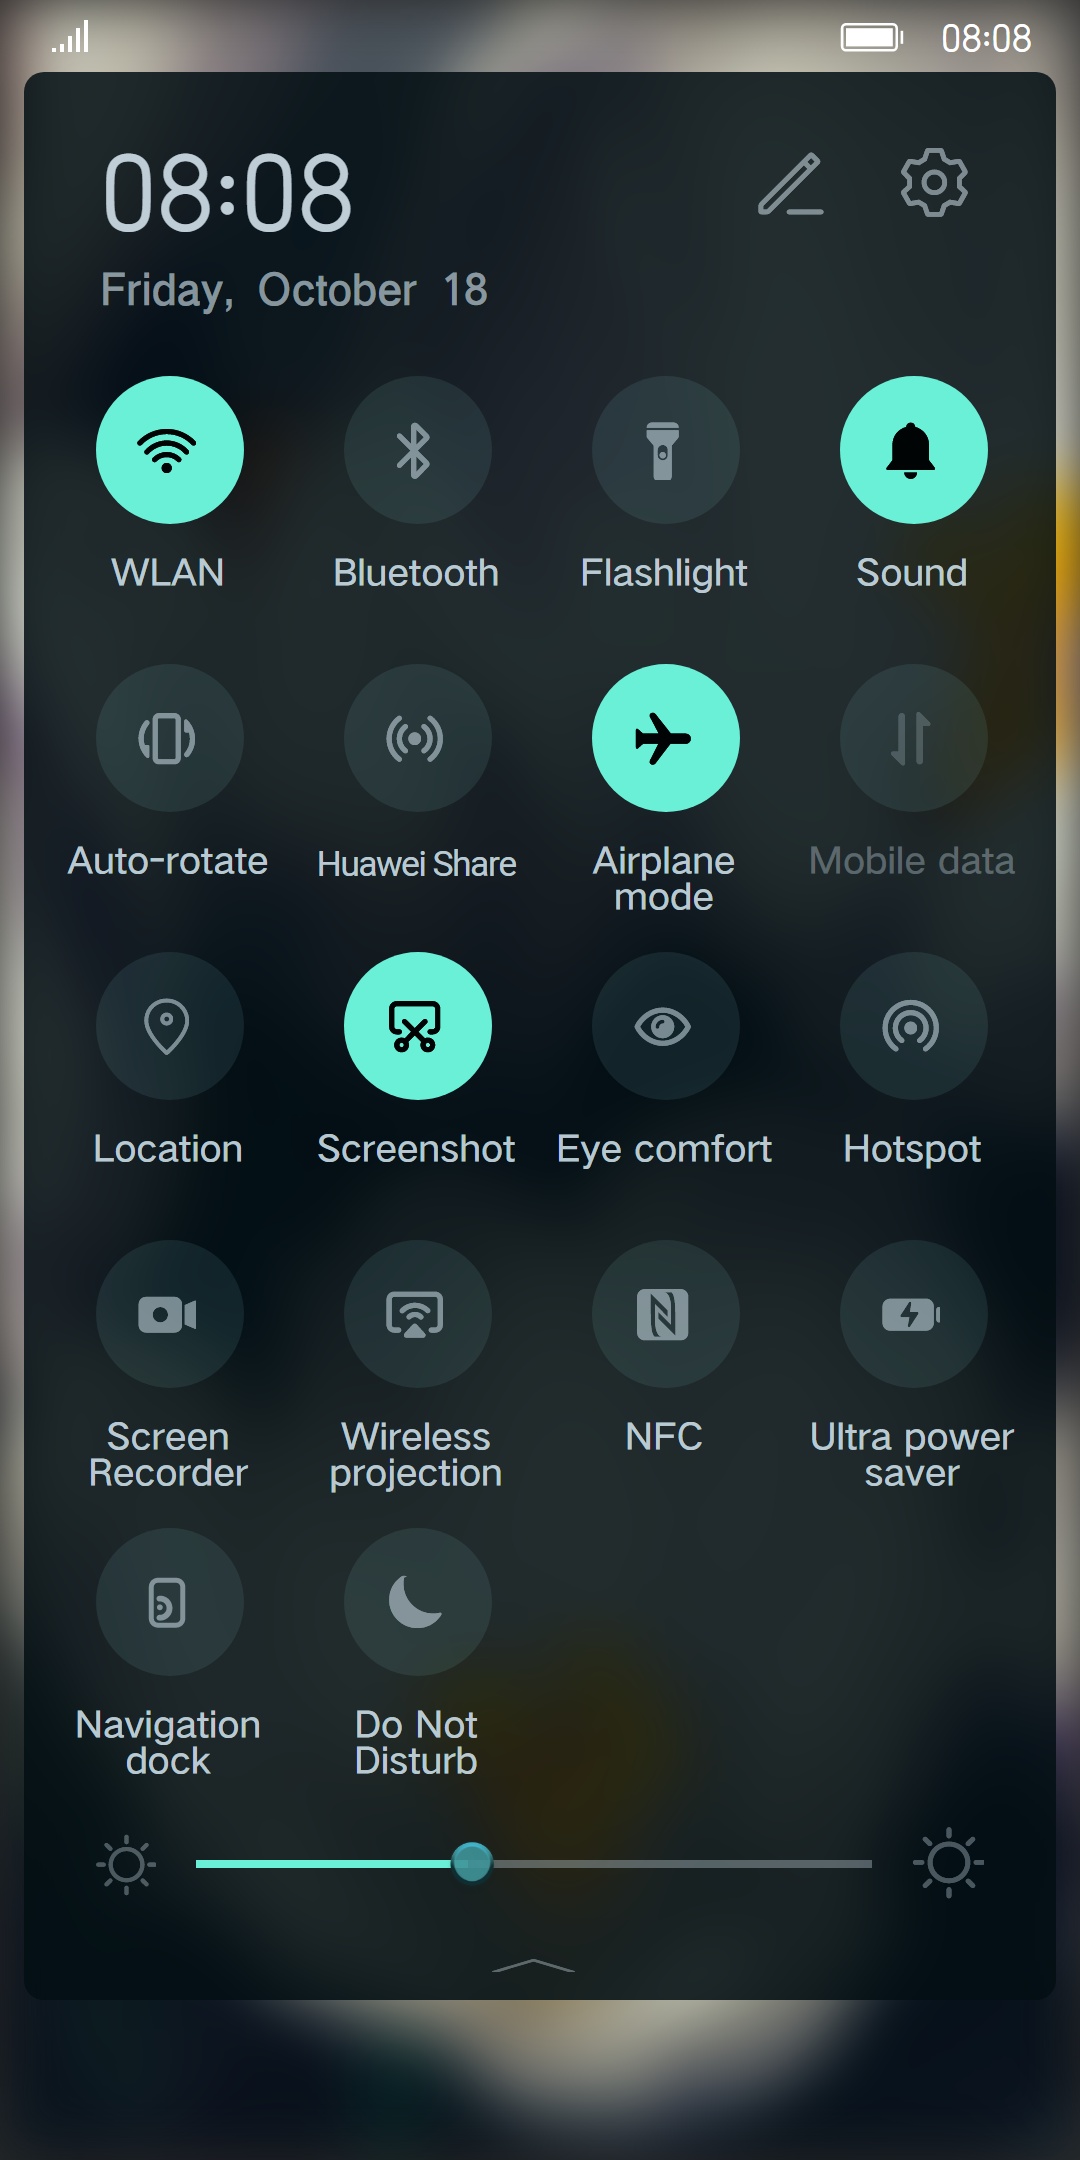 08:08
08:08
Friday, October 18
WLAN
Bluetooth
Flashlight
Sound
Auto-rotate
Huawei Share
Airplane
mode
Mobile data
Location
Screenshot
Eye comfort
Hotspot
Screen
Recorder
Wireless
projection
NFC
Ultra power
saver
Navigation
dock
Do Not
Disturb